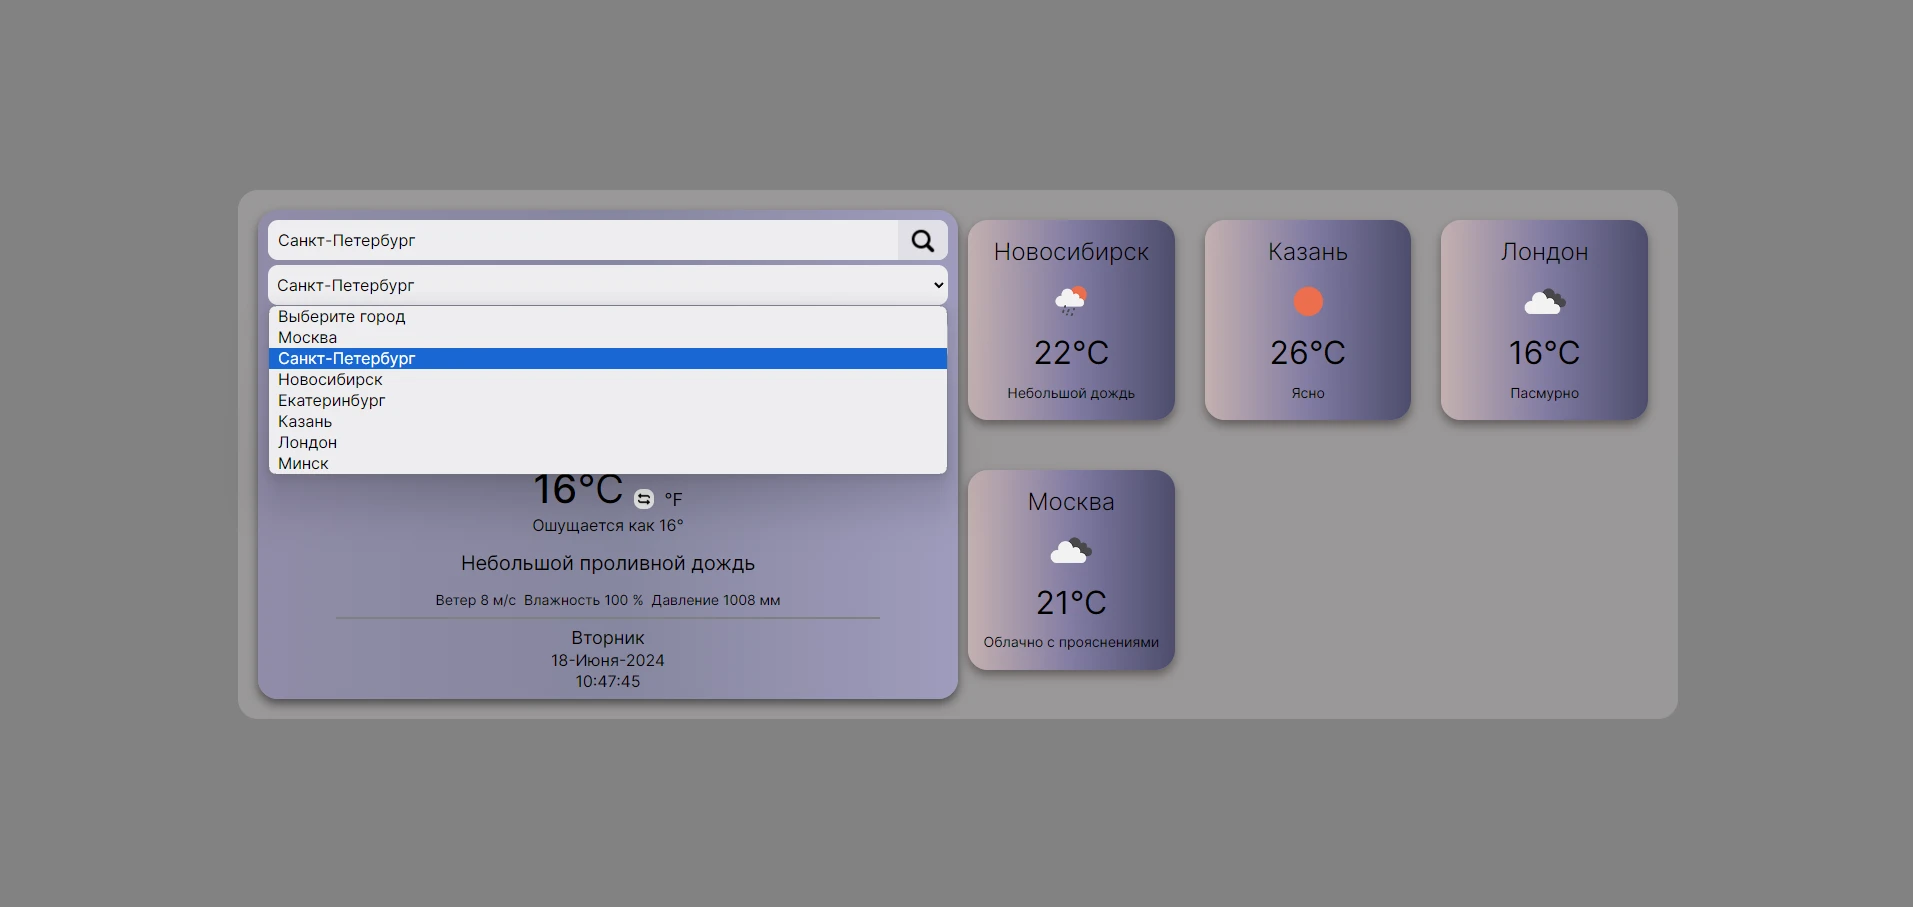 Санкт-Петербург
Санкт-Петербург
Выберите город
Москва
Санкт-Петербург
Новосибирск
Екатеринбург
Казань
Лондон
Минск
16°C °F
Ошущается как 16°
Небольшой проливной дождь
Ветер 8 м/с Влажность 100 % Давление 1008 мм
Вторник
18-Июня-2024
10:47:45
Новосибирск
22°C
Небольшой дождь
Казань
26°C
Ясно
Лондон
16°C
Пасмурно
Москва
21°C
Облачно с прояснениями